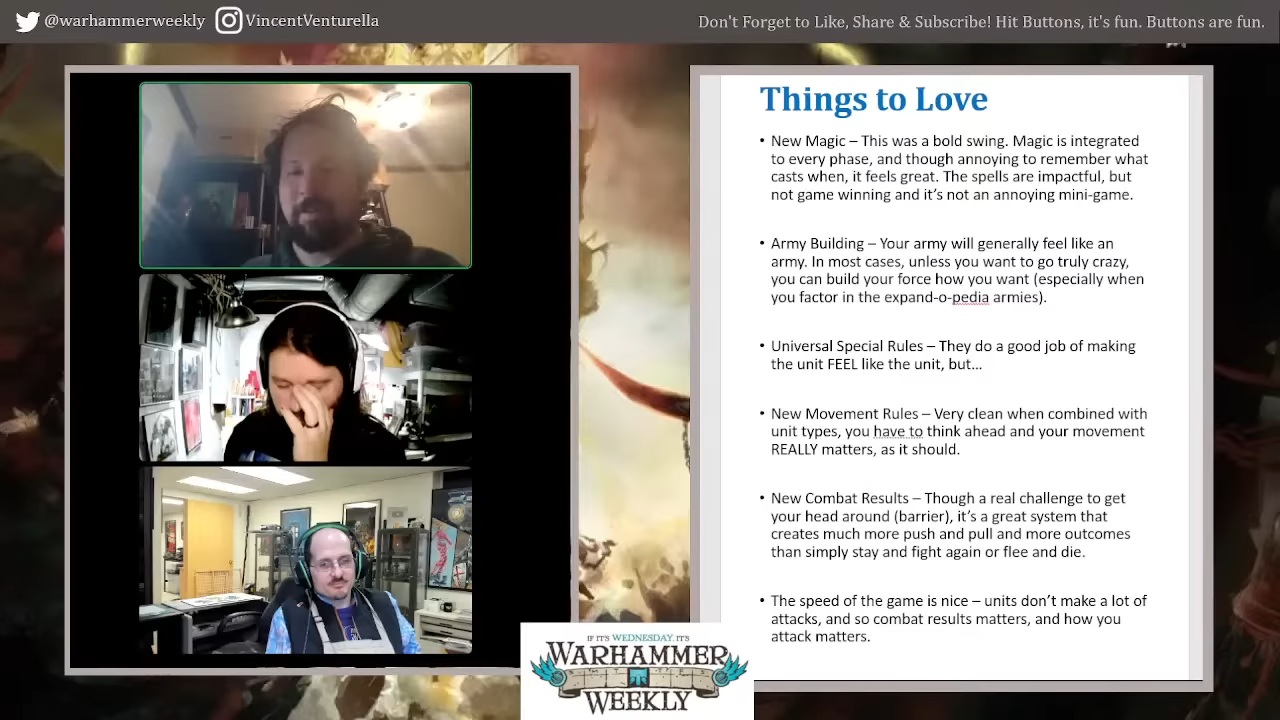 @warhammerweekly VincentVenturella
Don't Forget to Like, Share & Subscribe! Hit Buttons, it's fun. Buttons are fun.
Things to Love
• New Magic – This was a bold swing. Magic is integrated
to every phase, and though annoying to remember what
casts when, it feels great. The spells are impactful, but
not game winning and it's not an annoying mini-game.
• Army Building – Your army will generally feel like an
army. In most cases, unless you want to go truly crazy,
you can build your force how you want (especially when
you factor in the expand-o-pedia armies).
• Universal Special Rules – They do a good job of making
the unit FEEL like the unit, but...
• New Movement Rules – Very clean when combined with
unit types, you have to think ahead and your movement
REALLY matters, as it should.
• New Combat Results – Though a real challenge to get
your head around (barrier), it's a great system that
creates much more push and pull and more outcomes
than simply stay and fight again or flee and die.
• The speed of the game is nice – units don't make a lot of
attacks, and so combat results matters, and how you
attack matters.
IF IT'S WEDNESDAY, IT'S
WARHAMMER
WEEKLY